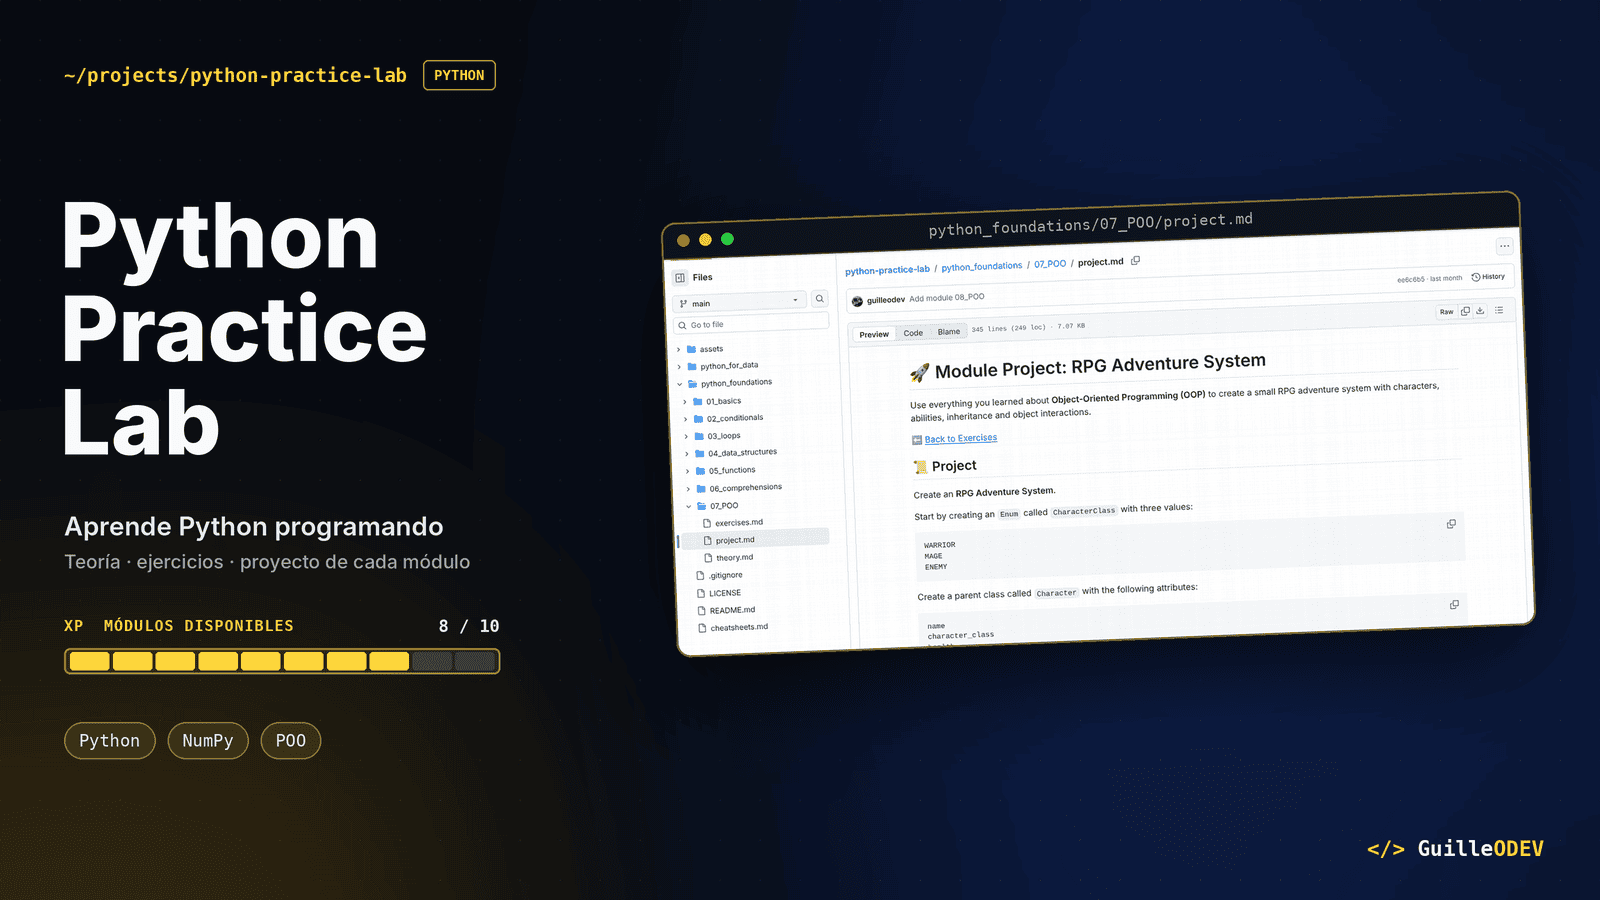 ~/projects/python-practice-lab PYTHON
Python
Practice
Lab
Aprende Python programando
Teoría · ejercicios · proyecto de cada módulo
XP MÓDULOS DISPONIBLES 8 / 10
Python NumPy POO
python_foundations/07_POO/project.md
Files
main
Go to file
assets
python_for_data
python_foundations
01_basics
02_conditionals
03_loops
04_data_structures
05_functions
06_comprehensions
07_POO
exercises.md
project.md
theory.md
.gitignore
LICENSE
README.md
cheatsheets.md
python-practice-lab / python_foundations / 07_POO / project.md
guilleodev Add module 08_POO
ee6c6b5 · last month History
Preview Code Blame 345 lines (249 loc) · 7.07 KB
Raw
🚀 Module Project: RPG Adventure System
Use everything you learned about Object-Oriented Programming (OOP) to create a small RPG adventure system with characters,
abilities, inheritance and object interactions.
Back to Exercises
📜 Project
Create an RPG Adventure System.
Start by creating an Enum called CharacterClass with three values:
WARRIOR
MAGE
ENEMY
Create a parent class called Character with the following attributes:
name
character_class
</> GuilleODEV